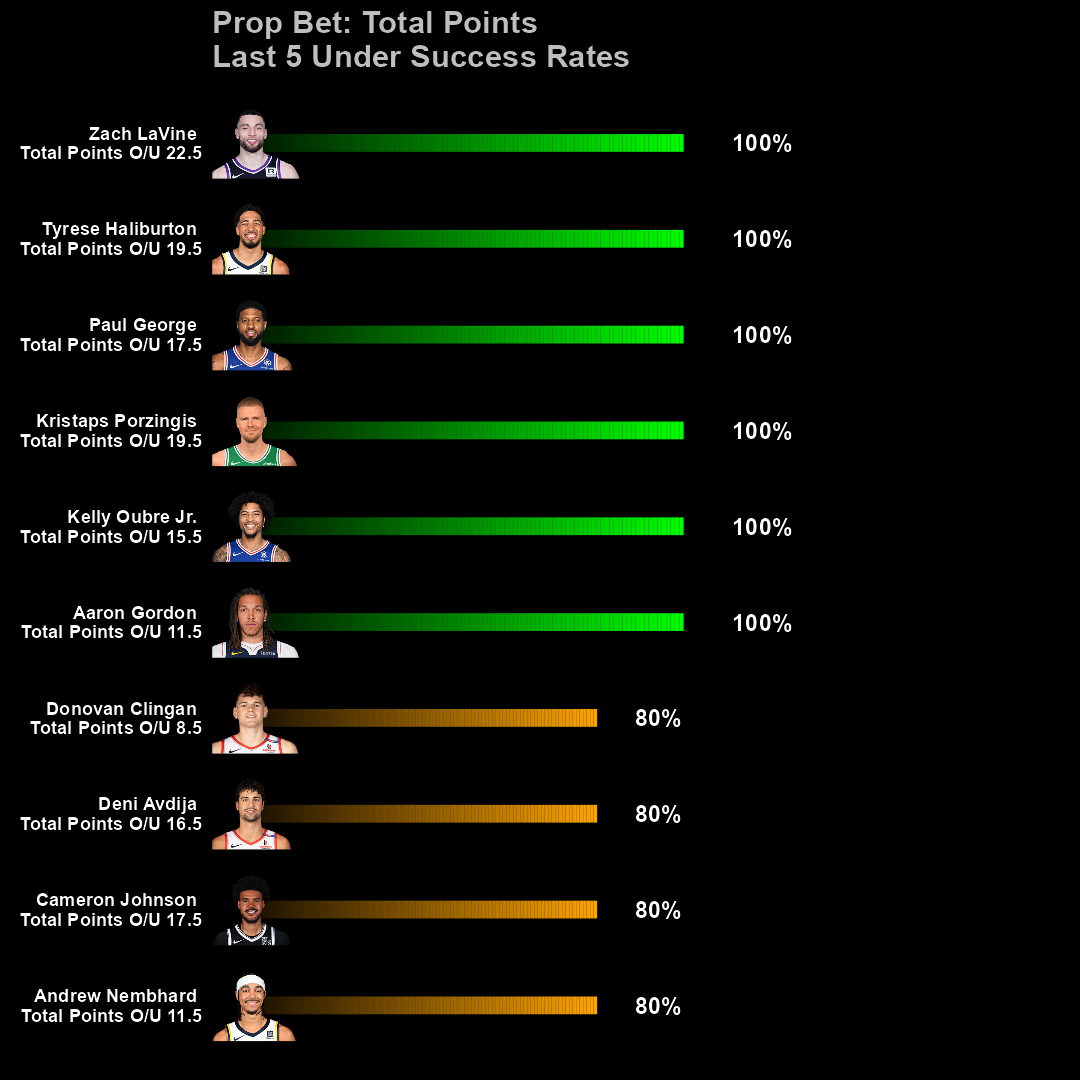 Prop Bet: Total Points
Last 5 Under Success Rates
Zach LaVine
Total Points O/U 22.5
100%
Tyrese Haliburton
Total Points O/U 19.5
100%
Paul George
Total Points O/U 17.5
100%
Kristaps Porzingis
Total Points O/U 19.5
100%
Kelly Oubre Jr.
Total Points O/U 15.5
100%
Aaron Gordon
Total Points O/U 11.5
100%
Donovan Clingan
Total Points O/U 8.5
80%
Deni Avdija
Total Points O/U 16.5
80%
Cameron Johnson
Total Points O/U 17.5
80%
Andrew Nembhard
Total Points O/U 11.5
80%